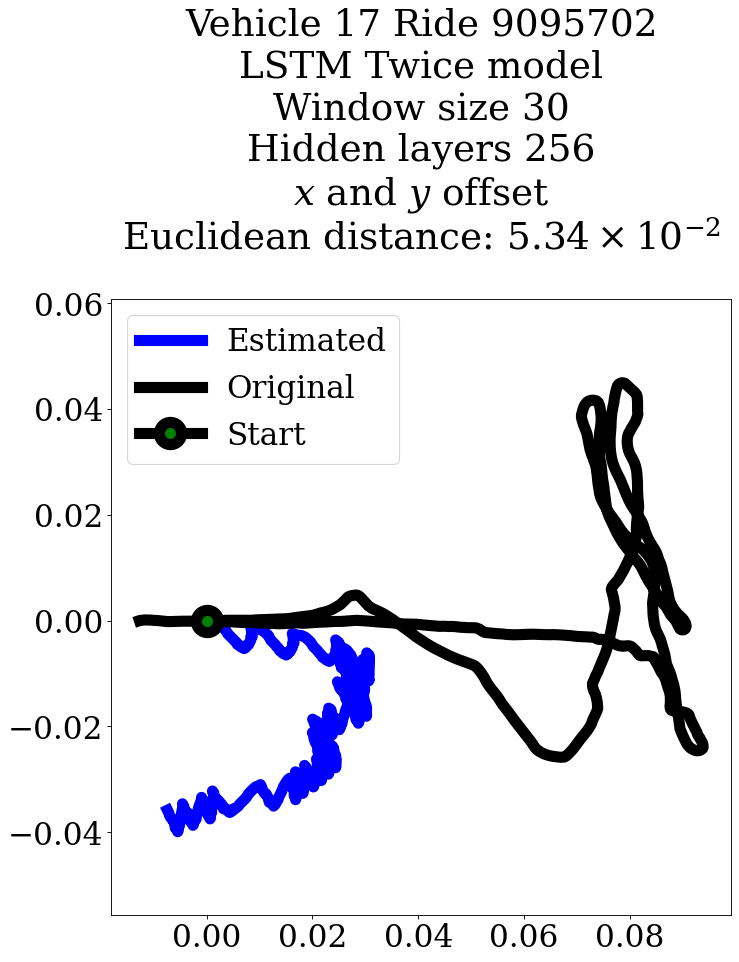 Vehicle 17 Ride 9095702
LSTM Twice model
Window size 30
Hidden layers 256
x and y offset
Euclidean distance: 5.34 × 10⁻²
Estimated
Original
Start
0.06
0.04
0.02
0.00
−0.02
−0.04
0.00 0.02 0.04 0.06 0.08